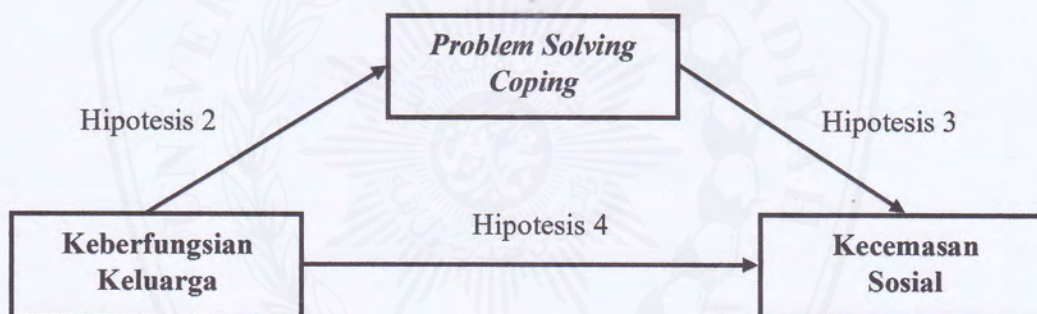 Problem Solving
Coping
Hipotesis 2
Hipotesis 3
Hipotesis 4
Keberfungsian
Keluarga
Kecemasan
Sosial